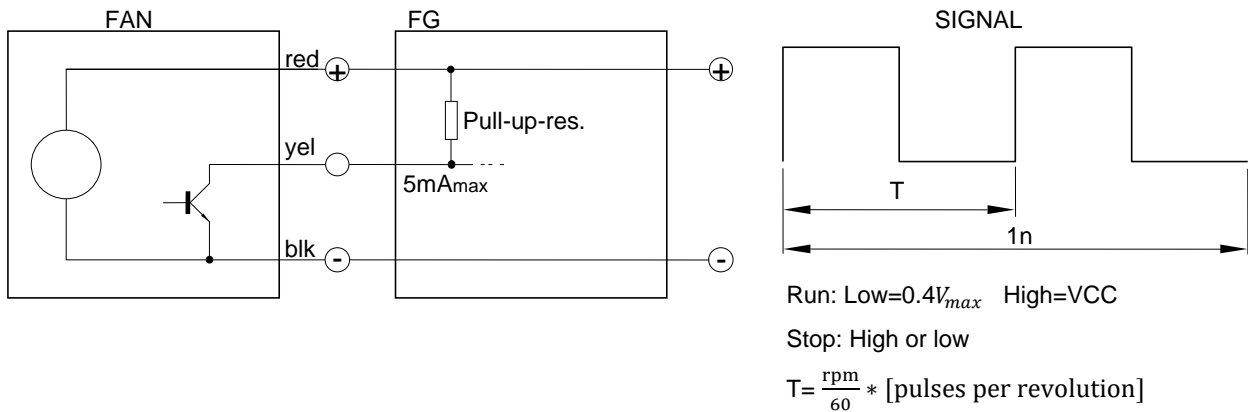 FAN
FG
SIGNAL
red
+
+
Pull-up-res.
yel
5mAmax
T
1n
blk
-
-
Run: Low=0.4V_max High=VCC
Stop: High or low
T= rpm/60 * [pulses per revolution]